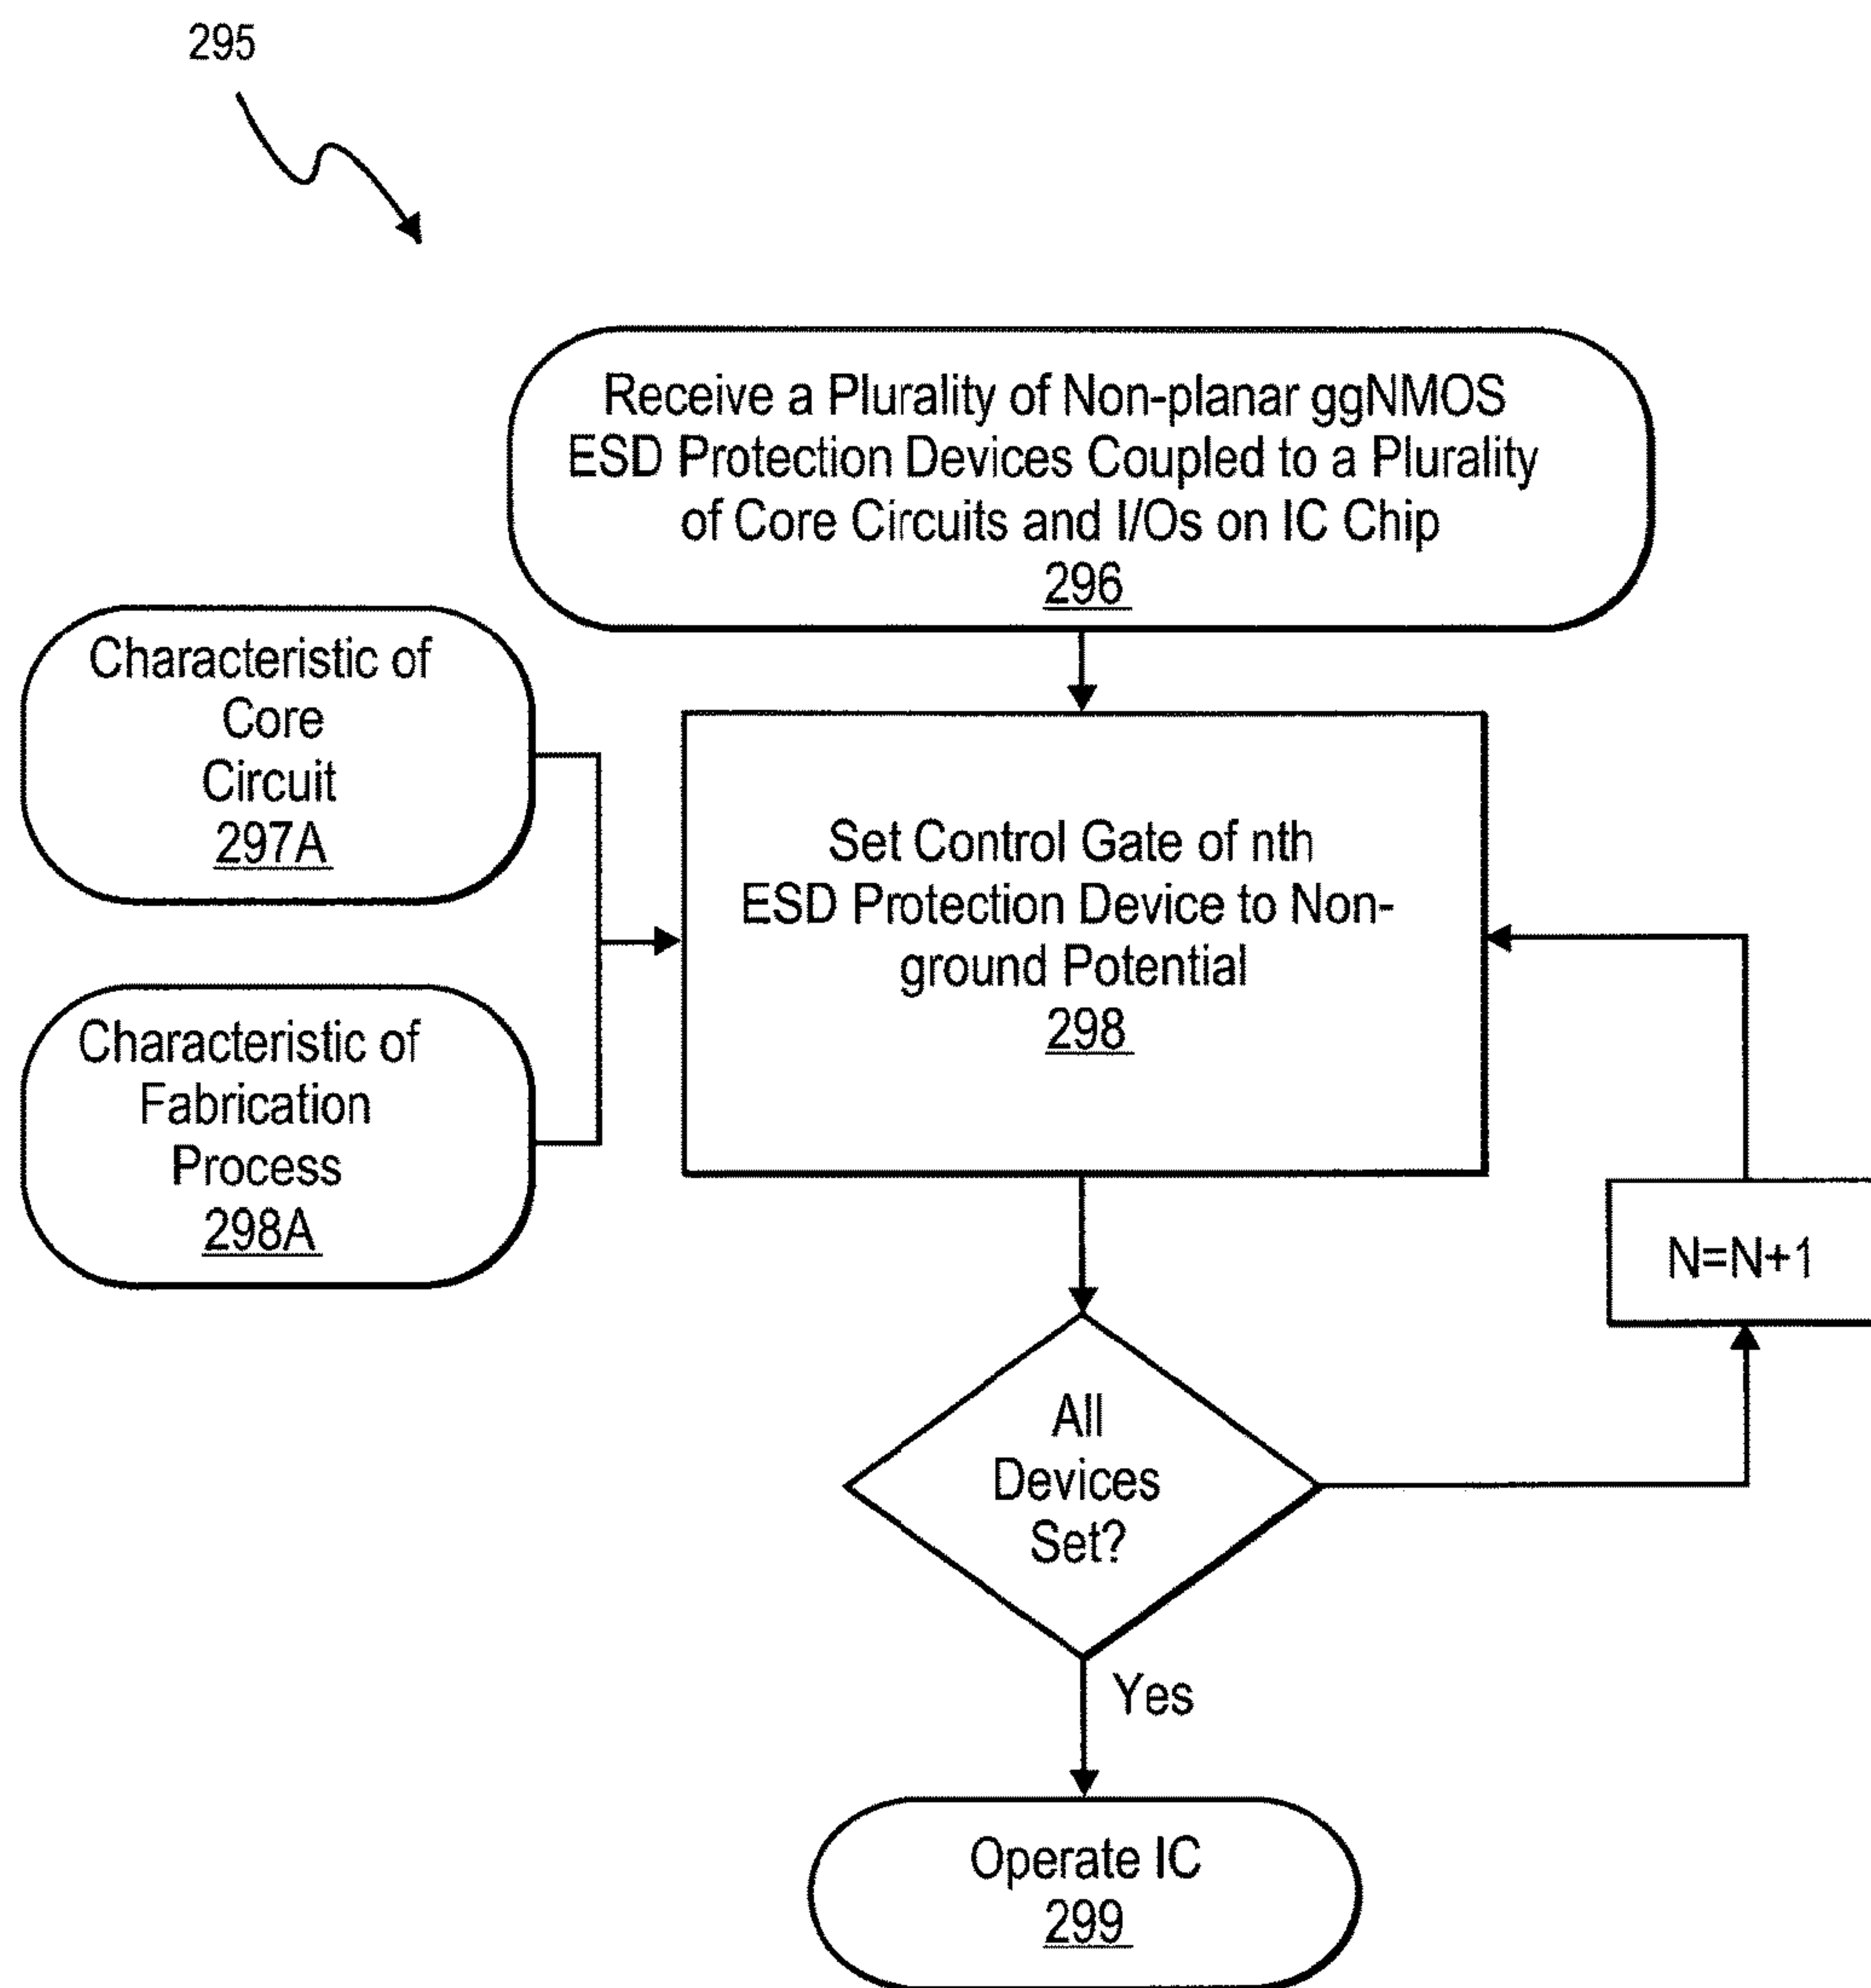 295
Receive a Plurality of Non-planar ggNMOS
ESD Protection Devices Coupled to a Plurality
of Core Circuits and I/Os on IC Chip
296
Characteristic of
Core
Circuit
297A
Set Control Gate of nth
ESD Protection Device to Non-
ground Potential
298
Characteristic of
Fabrication
Process
298A
N=N+1
All
Devices
Set?
Yes
Operate IC
299